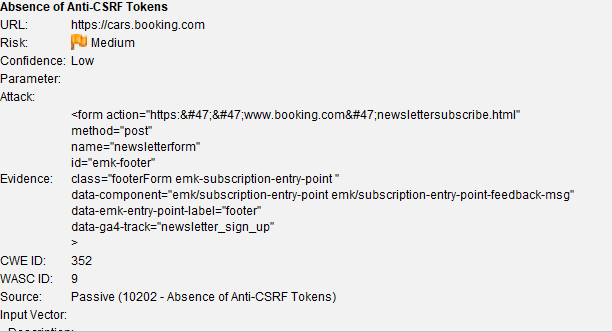 Absence of Anti-CSRF Tokens
URL: https://cars.booking.com
Risk: Medium
Confidence: Low
Parameter:
Attack:
<form action="https:&#47;&#47;www.booking.com&#47;newslettersubscribe.html"
method="post"
name="newsletterform"
id="emk-footer"
Evidence: class="footerForm emk-subscription-entry-point "
data-component="emk/subscription-entry-point emk/subscription-entry-point-feedback-msg"
data-emk-entry-point-label="footer"
data-ga4-track="newsletter_sign_up"
>
CWE ID: 352
WASC ID: 9
Source: Passive (10202 - Absence of Anti-CSRF Tokens)
Input Vector:
Description: